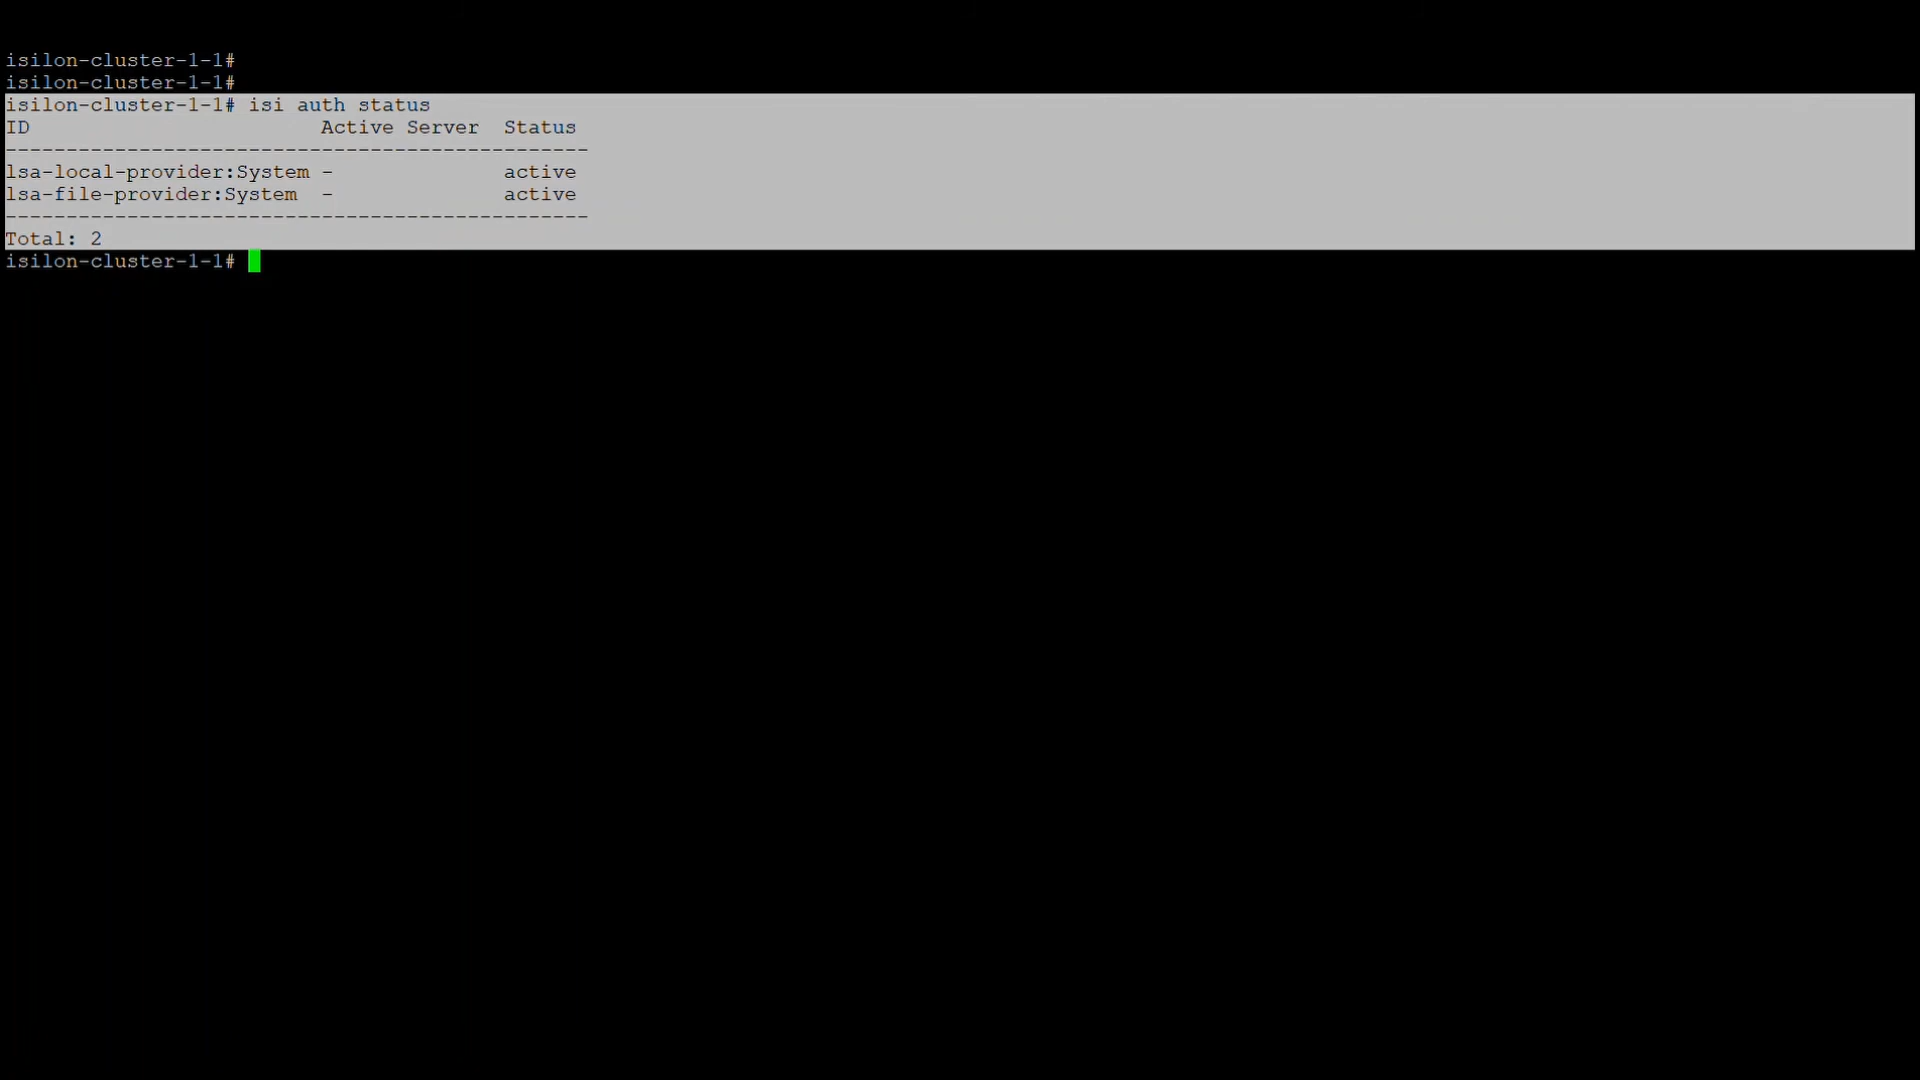 isilon-cluster-1-1#
isilon-cluster-1-1#
isilon-cluster-1-1# isi auth status
ID                        Active Server  Status
------------------------------------------------
lsa-local-provider:System -              active
lsa-file-provider:System  -              active
------------------------------------------------
Total: 2
isilon-cluster-1-1#